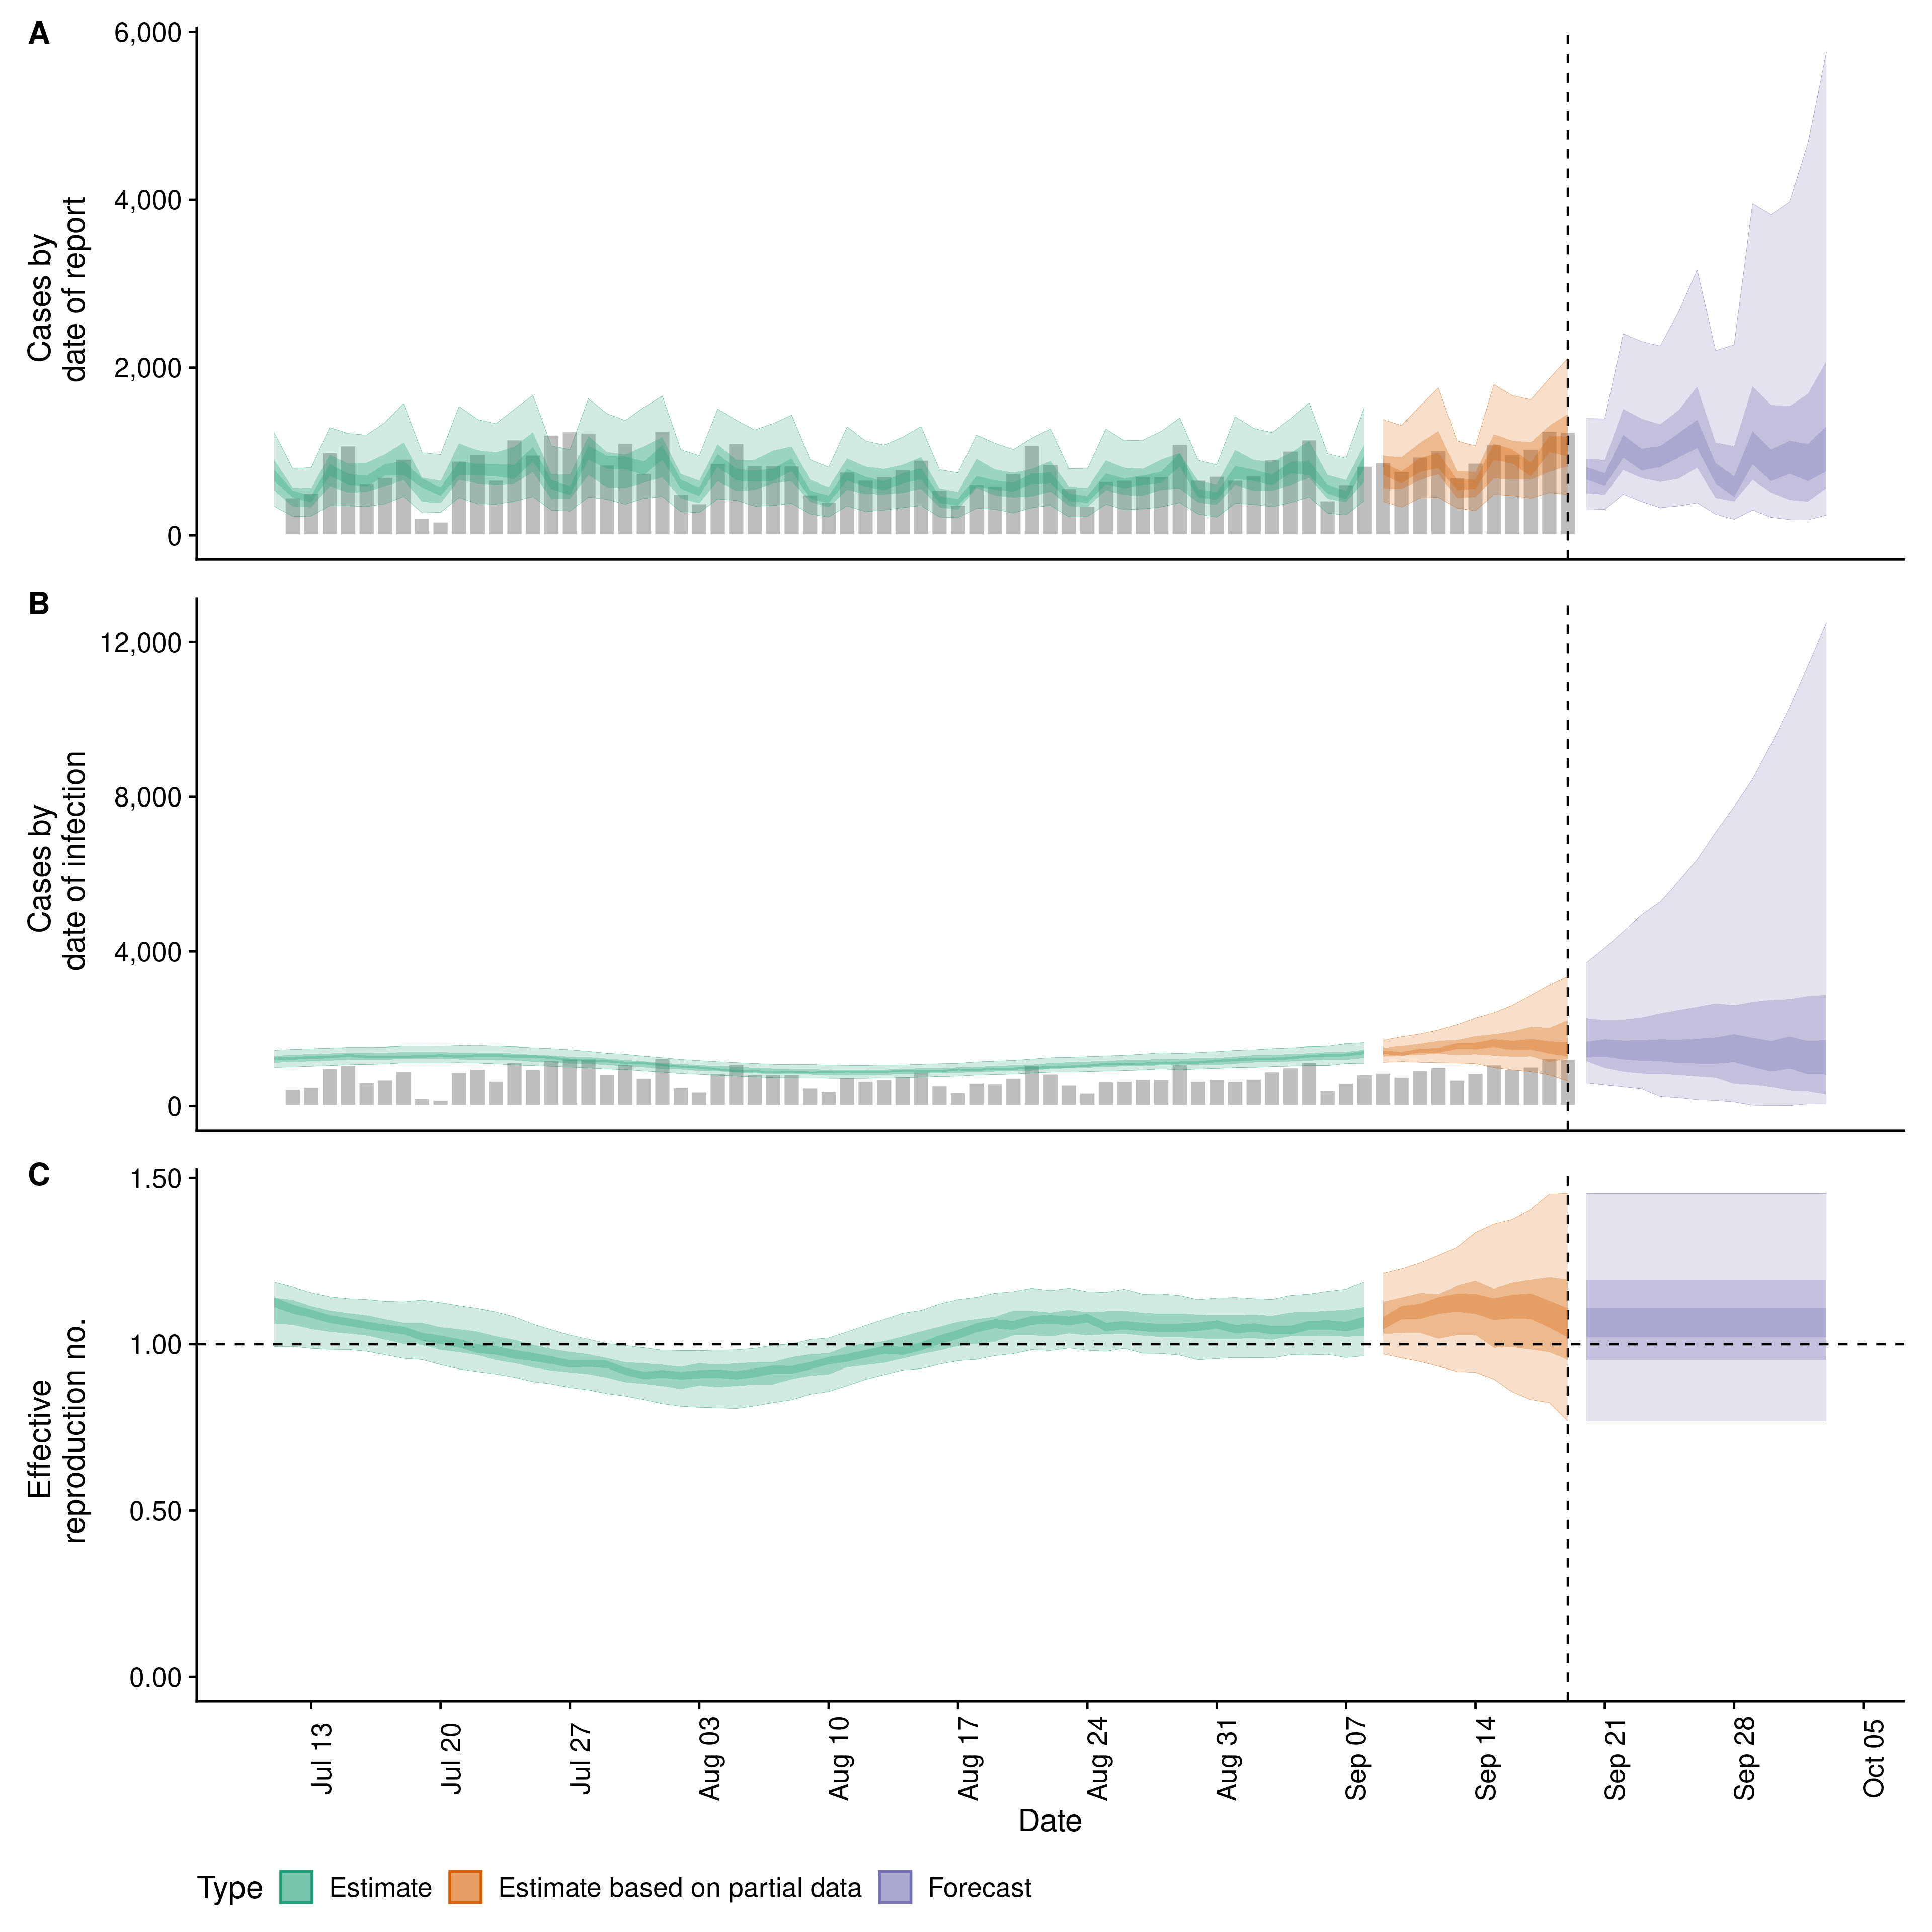 A
Cases by
date of report
6,000
4,000
2,000
0
B
Cases by
date of infection
12,000
8,000
4,000
0
C
Effective
reproduction no.
1.50
1.00
0.50
0.00
Jul 13
Jul 20
Jul 27
Aug 03
Aug 10
Aug 17
Aug 24
Aug 31
Sep 07
Sep 14
Sep 21
Sep 28
Oct 05
Date
Type Estimate Estimate based on partial data Forecast